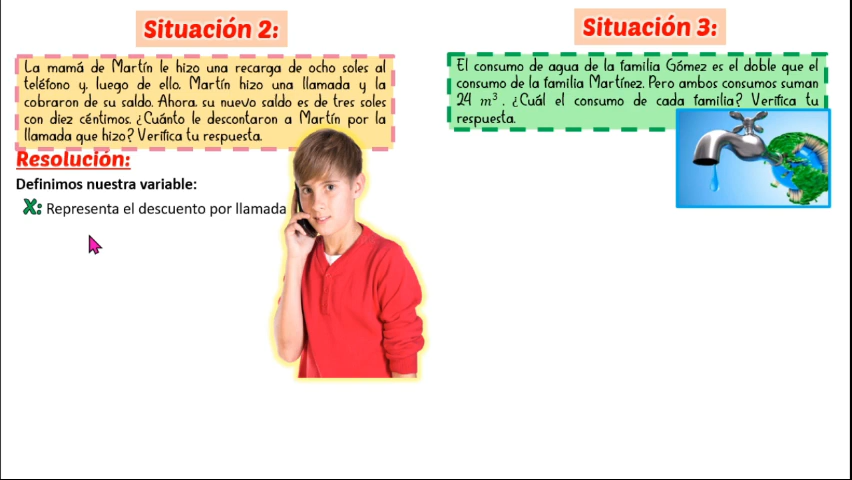 Situación 2:
La mamá de Martín le hizo una recarga de ocho soles al
teléfono y, luego de ello, Martín hizo una llamada y la
cobraron de su saldo. Ahora, su nuevo saldo es de tres soles
con diez céntimos. ¿Cuánto le descontaron a Martín por la
llamada que hizo? Verifica tu respuesta.
Resolución:
Definimos nuestra variable:
X: Representa el descuento por llamada
Situación 3:
El consumo de agua de la familia Gómez es el doble que el
consumo de la familia Martínez. Pero ambos consumos suman
24 m³ . ¿Cuál el consumo de cada familia? Verifica tu
respuesta.